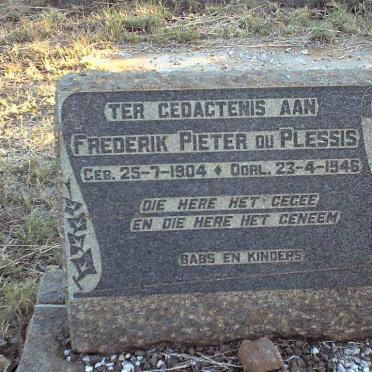 TER GEDAGTENIS AAN
FREDERIK PIETER DU PLESSIS
GEB. 25-7-1904 ♦ OORL. 23-4-1946
DIE HERE HET GEGEE
EN DIE HERE HET GENEEM
BABS EN KINDERS